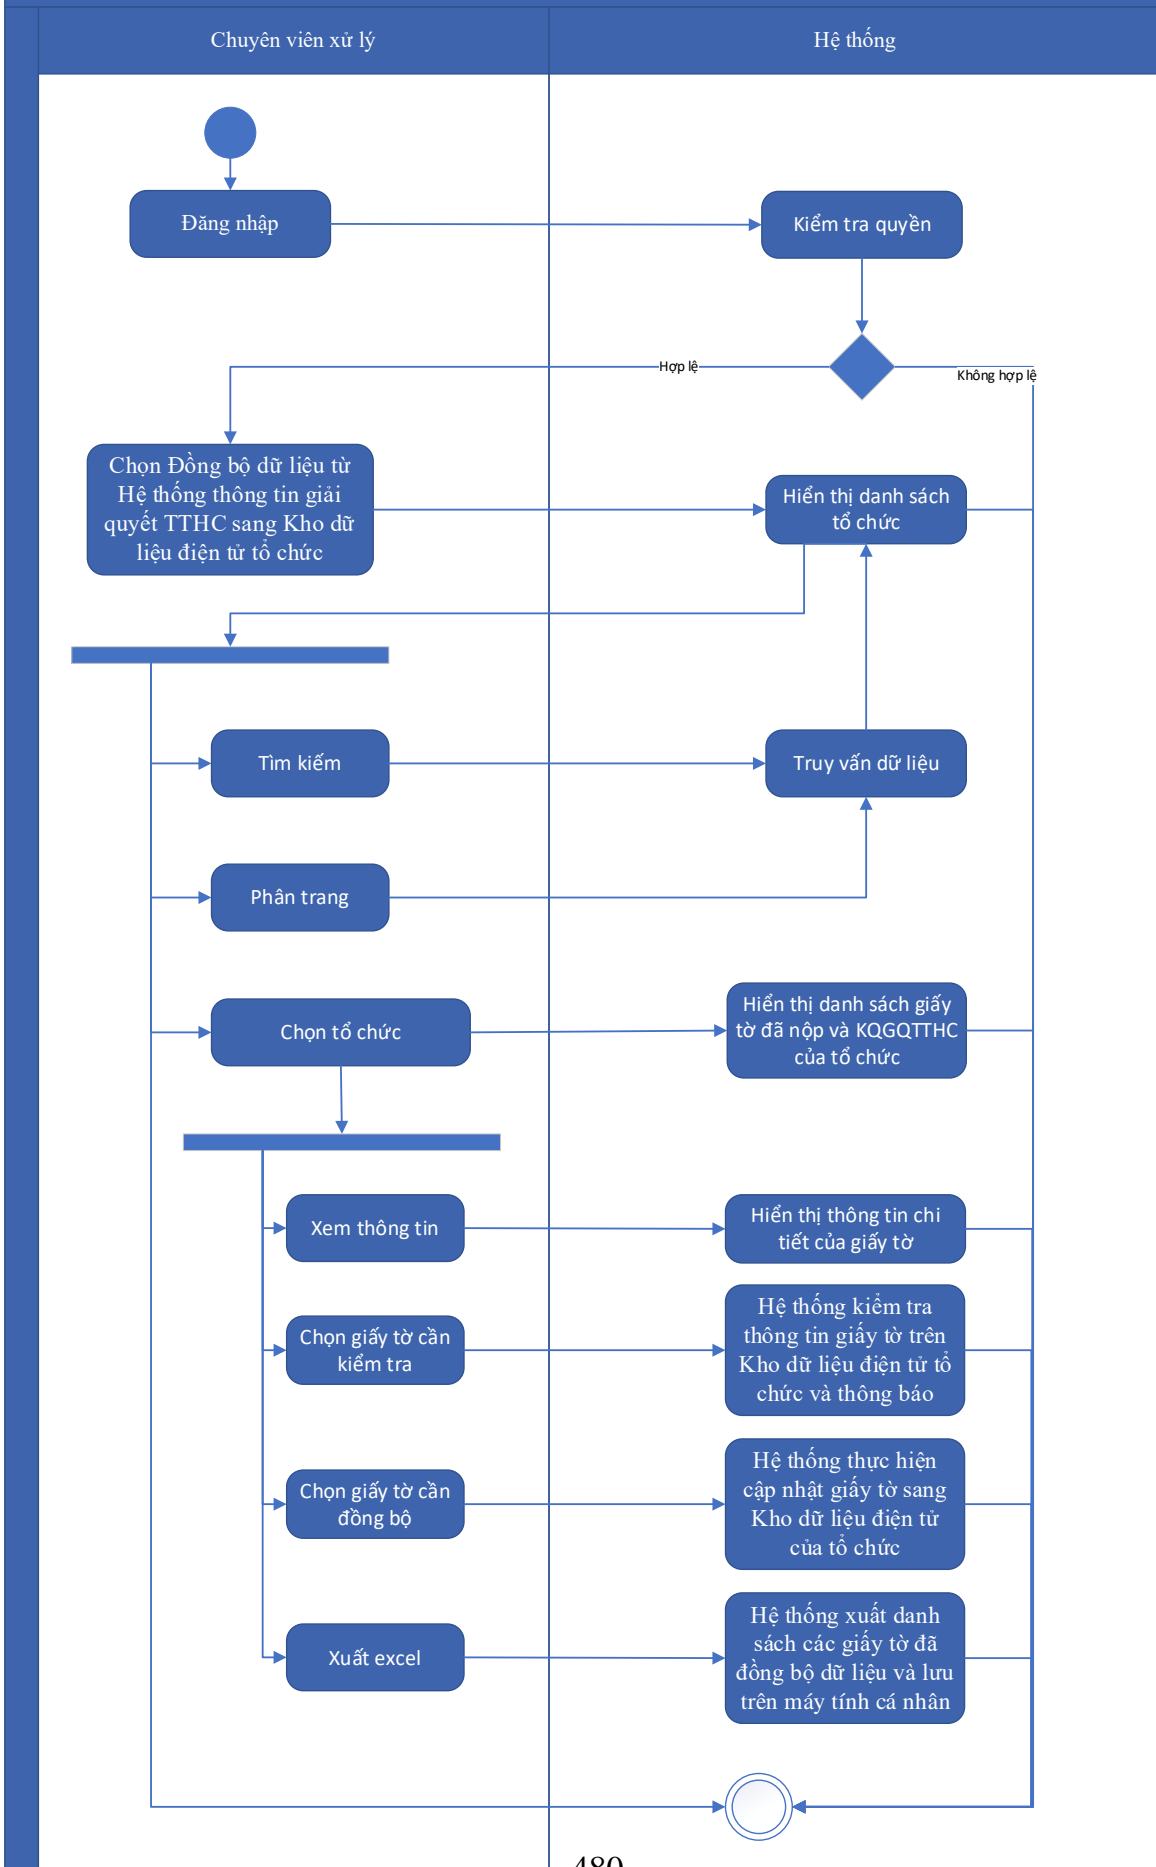 Chuyên viên xử lý
Hệ thống
Đăng nhập
Kiểm tra quyền
Hợp lệ
Không hợp lệ
Chọn Đồng bộ dữ liệu từ
Hệ thống thông tin giải
quyết TTHC sang Kho dữ
liệu điện tử tổ chức
Hiển thị danh sách
tổ chức
Tìm kiếm
Truy vấn dữ liệu
Phân trang
Chọn tổ chức
Hiển thị danh sách giấy
tờ đã nộp và KQGQTTHC
của tổ chức
Xem thông tin
Hiển thị thông tin chi
tiết của giấy tờ
Chọn giấy tờ cần
kiểm tra
Hệ thống kiểm tra
thông tin giấy tờ trên
Kho dữ liệu điện tử tổ
chức và thông báo
Chọn giấy tờ cần
đồng bộ
Hệ thống thực hiện
cập nhật giấy tờ sang
Kho dữ liệu điện tử
của tổ chức
Xuất excel
Hệ thống xuất danh
sách các giấy tờ đã
đồng bộ dữ liệu và lưu
trên máy tính cá nhân
480